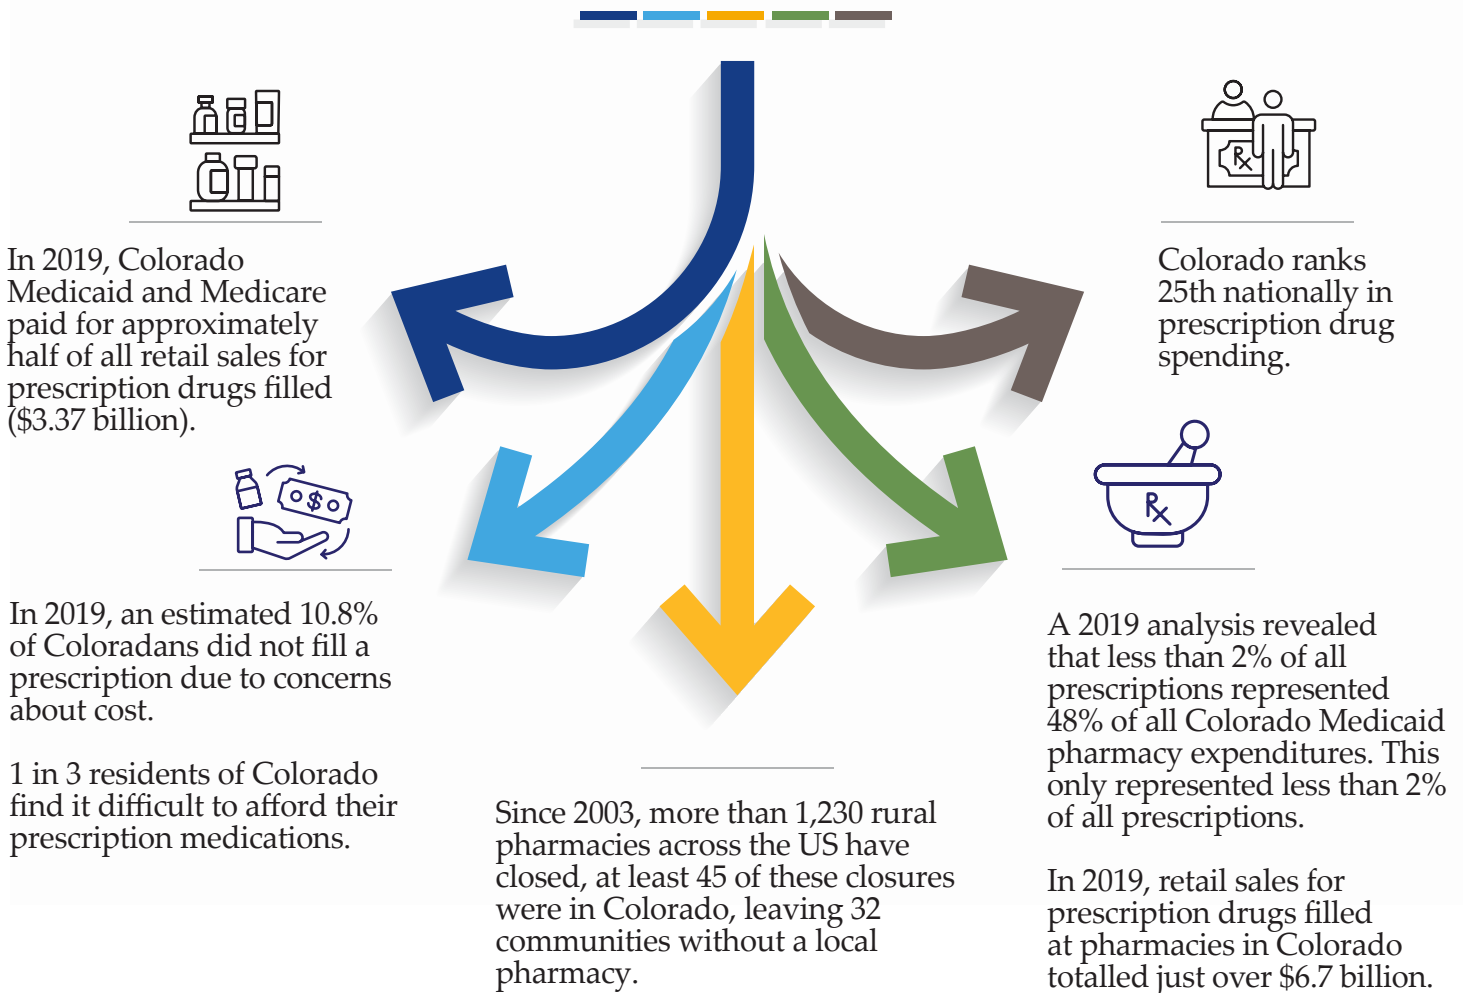 In 2019, Colorado
Medicaid and Medicare
paid for approximately
half of all retail sales for
prescription drugs filled
($3.37 billion).
$
In 2019, an estimated 10.8%
of Coloradans did not fill a
prescription due to concerns
about cost.
1 in 3 residents of Colorado
find it difficult to afford their
prescription medications.
Since 2003, more than 1,230 rural
pharmacies across the US have
closed, at least 45 of these closures
were in Colorado, leaving 32
communities without a local
pharmacy.
Rx
Colorado ranks
25th nationally in
prescription drug
spending.
Rx
A 2019 analysis revealed
that less than 2% of all
prescriptions represented
48% of all Colorado Medicaid
pharmacy expenditures. This
only represented less than 2%
of all prescriptions.
In 2019, retail sales for
prescription drugs filled
at pharmacies in Colorado
totalled just over $6.7 billion.